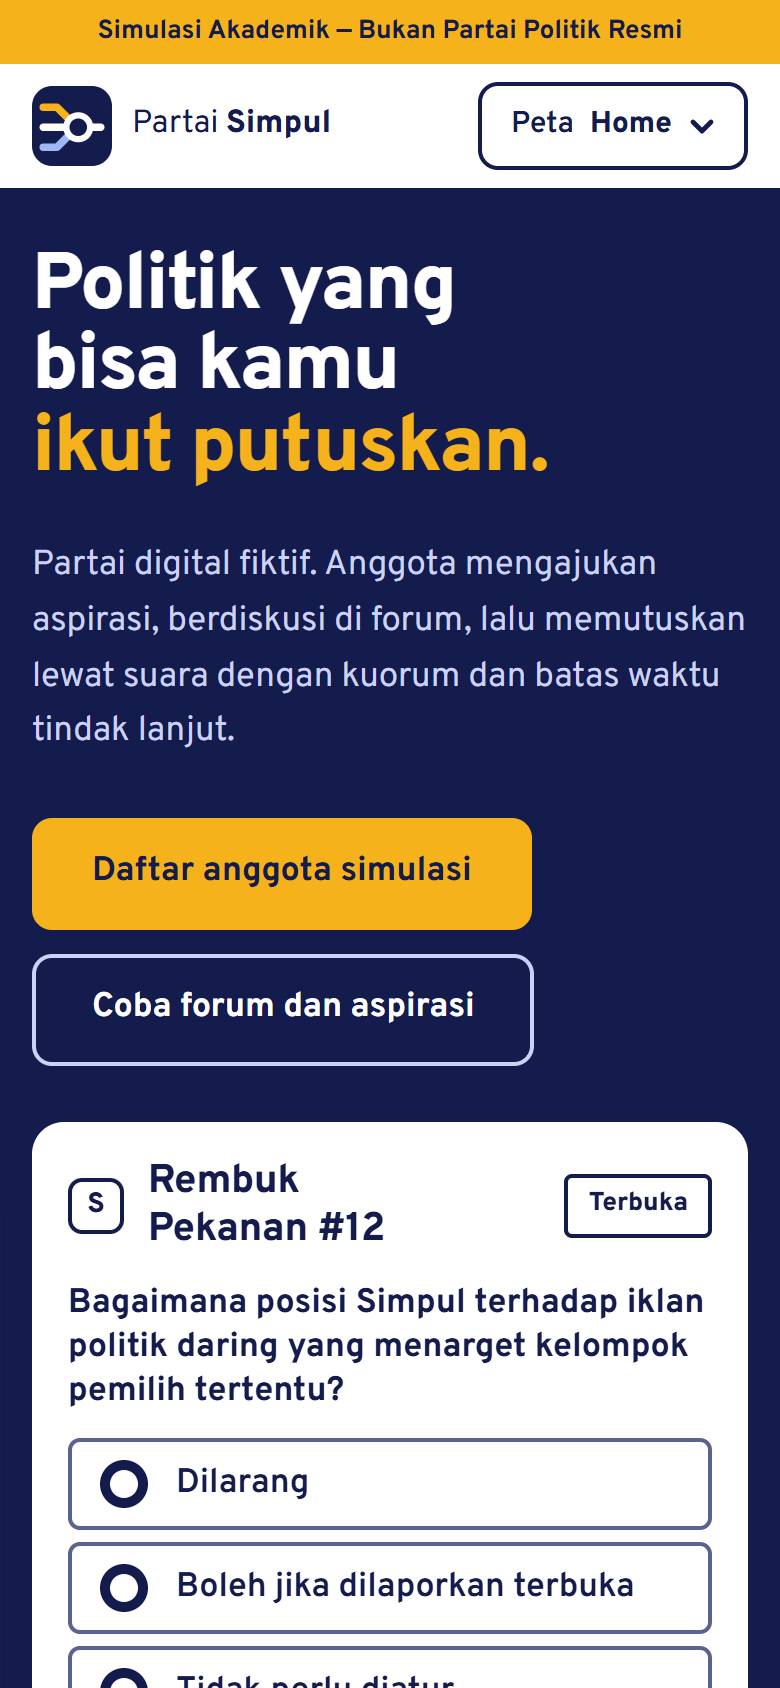 Simulasi Akademik — Bukan Partai Politik Resmi
Partai Simpul
Peta Home
Politik yang
bisa kamu
ikut putuskan.
Partai digital fiktif. Anggota mengajukan
aspirasi, berdiskusi di forum, lalu memutuskan
lewat suara dengan kuorum dan batas waktu
tindak lanjut.
Daftar anggota simulasi
Coba forum dan aspirasi
S
Rembuk
Pekanan #12
Terbuka
Bagaimana posisi Simpul terhadap iklan
politik daring yang menarget kelompok
pemilih tertentu?
Dilarang
Boleh jika dilaporkan terbuka
Tidak perlu diatur